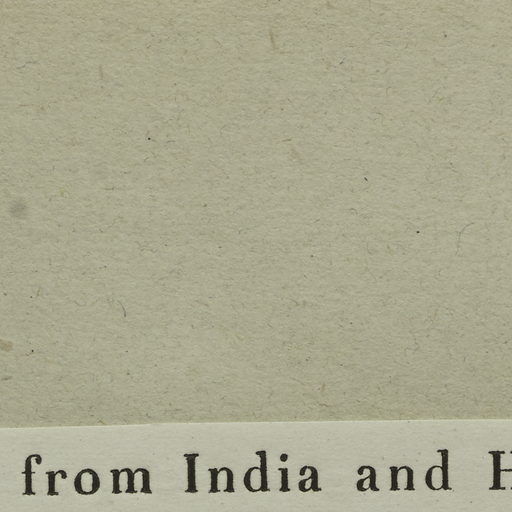 from India and H